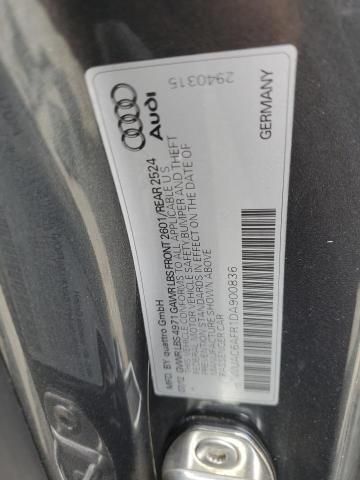 Audi
2940315
GERMANY
MFD. BY quattro GmbH
07/12 GVWR LBS 4971 GAWR LBS FRONT 2601/REAR 2524
THIS VEHICLE CONFORMS TO ALL APPLICABLE U S
MOTOR VEHICLE SAFETY BUMPER AND THEFT
PREVENTION STANDARDS IN EFFECT ON THE DATE OF
MANUFACTURE SHOWN ABOVE
PASSENGER CAR